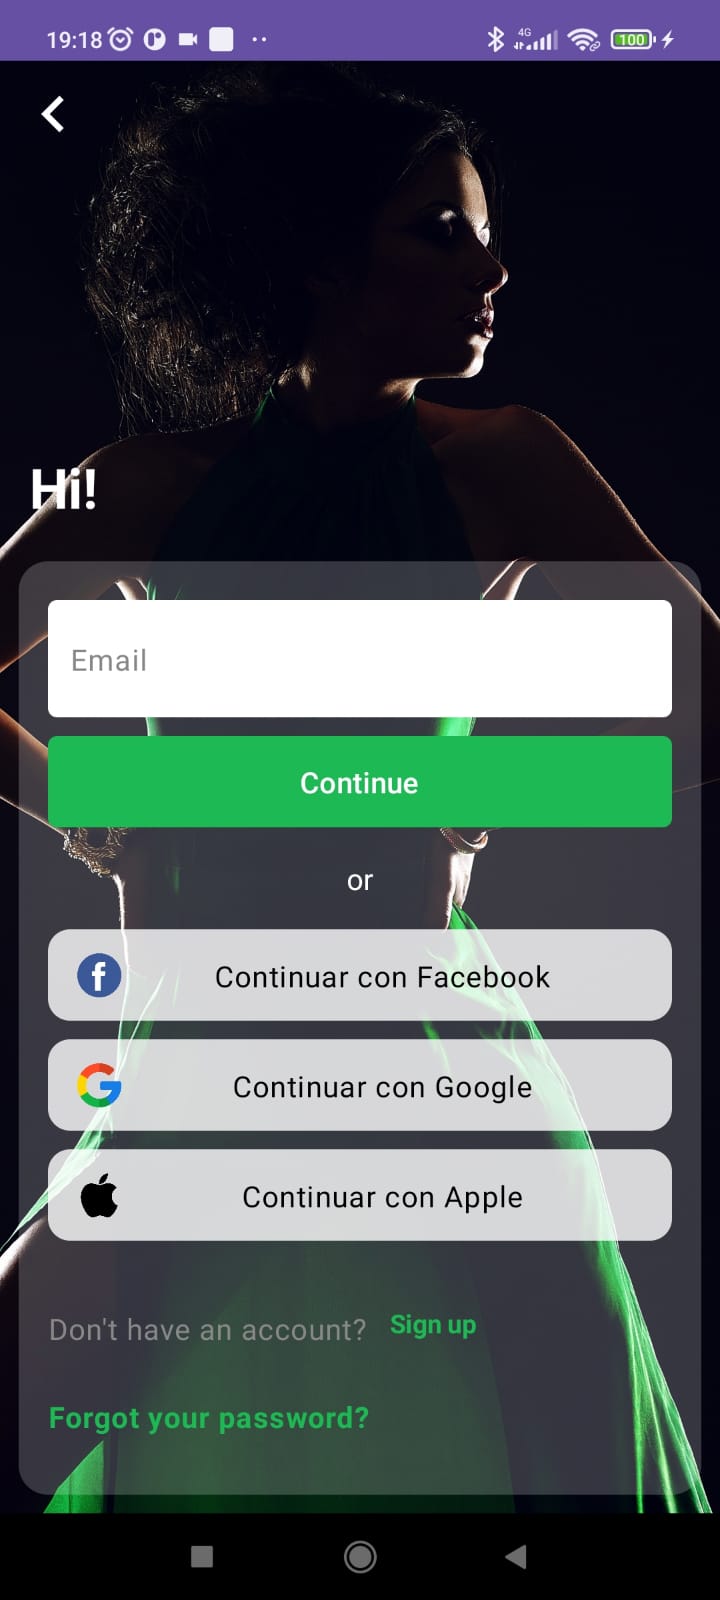 19:18 4G 100
Hi!
Email
Continue
or
Continuar con Facebook
Continuar con Google
Continuar con Apple
Don't have an account? Sign up
Forgot your password?